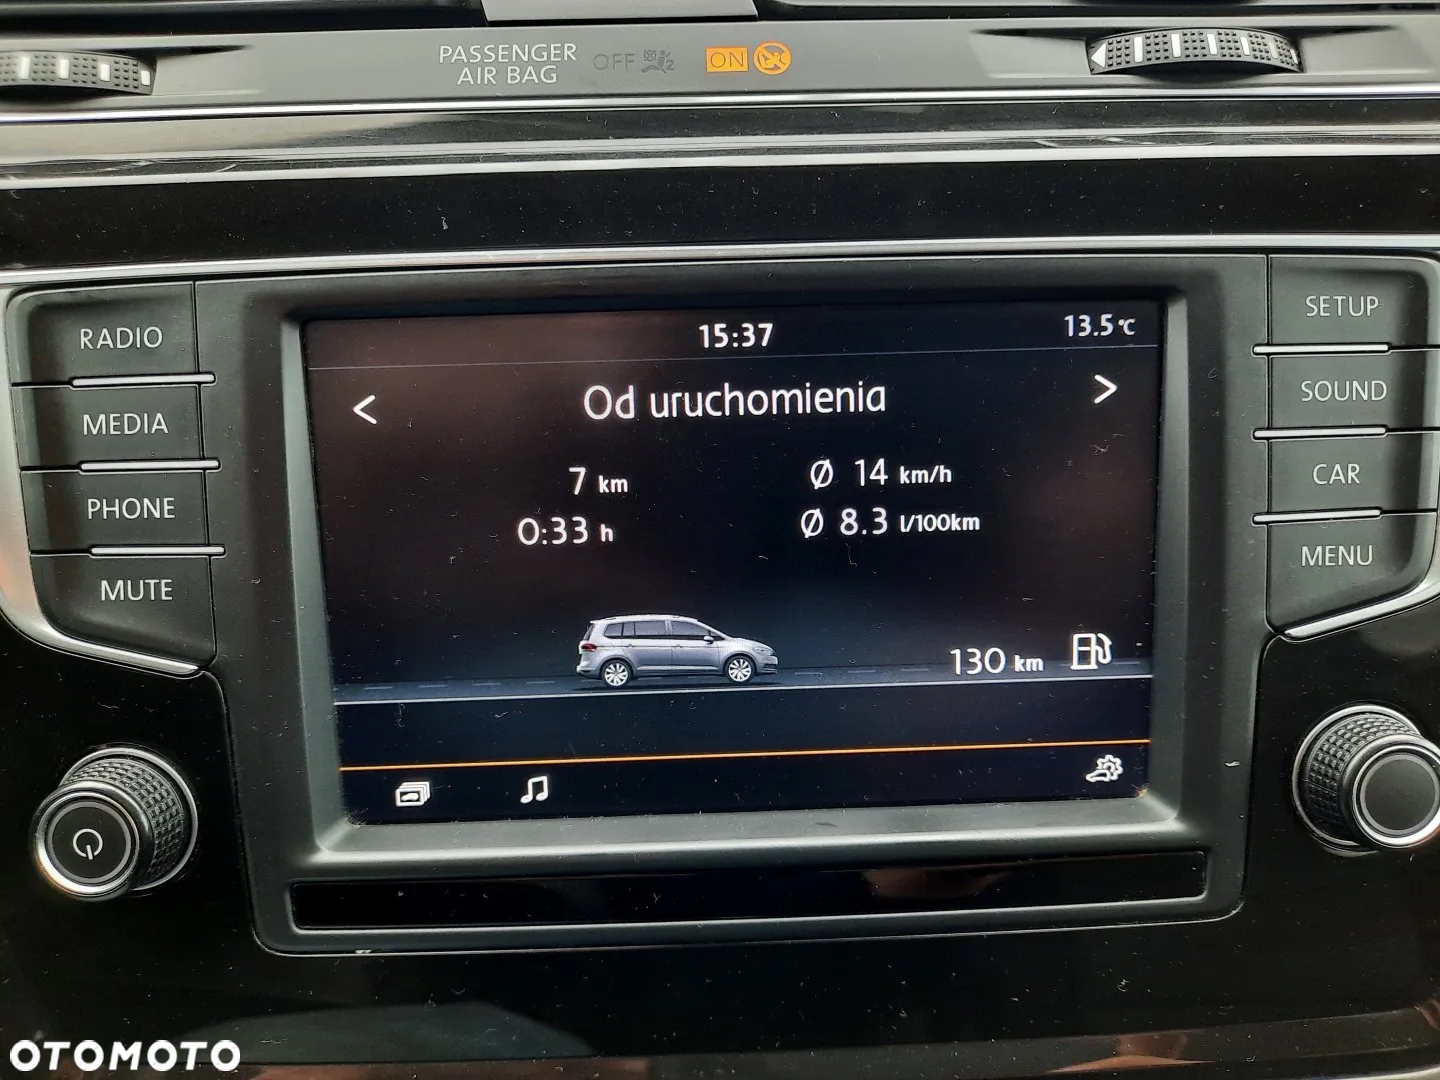 PASSENGER
AIR BAG
OFF
2
ON
RADIO
MEDIA
PHONE
MUTE
15:37
13.5°C
< Od uruchomienia >
7 km
Ø 14 km/h
0:33 h
Ø 8.3 l/100km
130 km
SETUP
SOUND
CAR
MENU
OTOMOTO